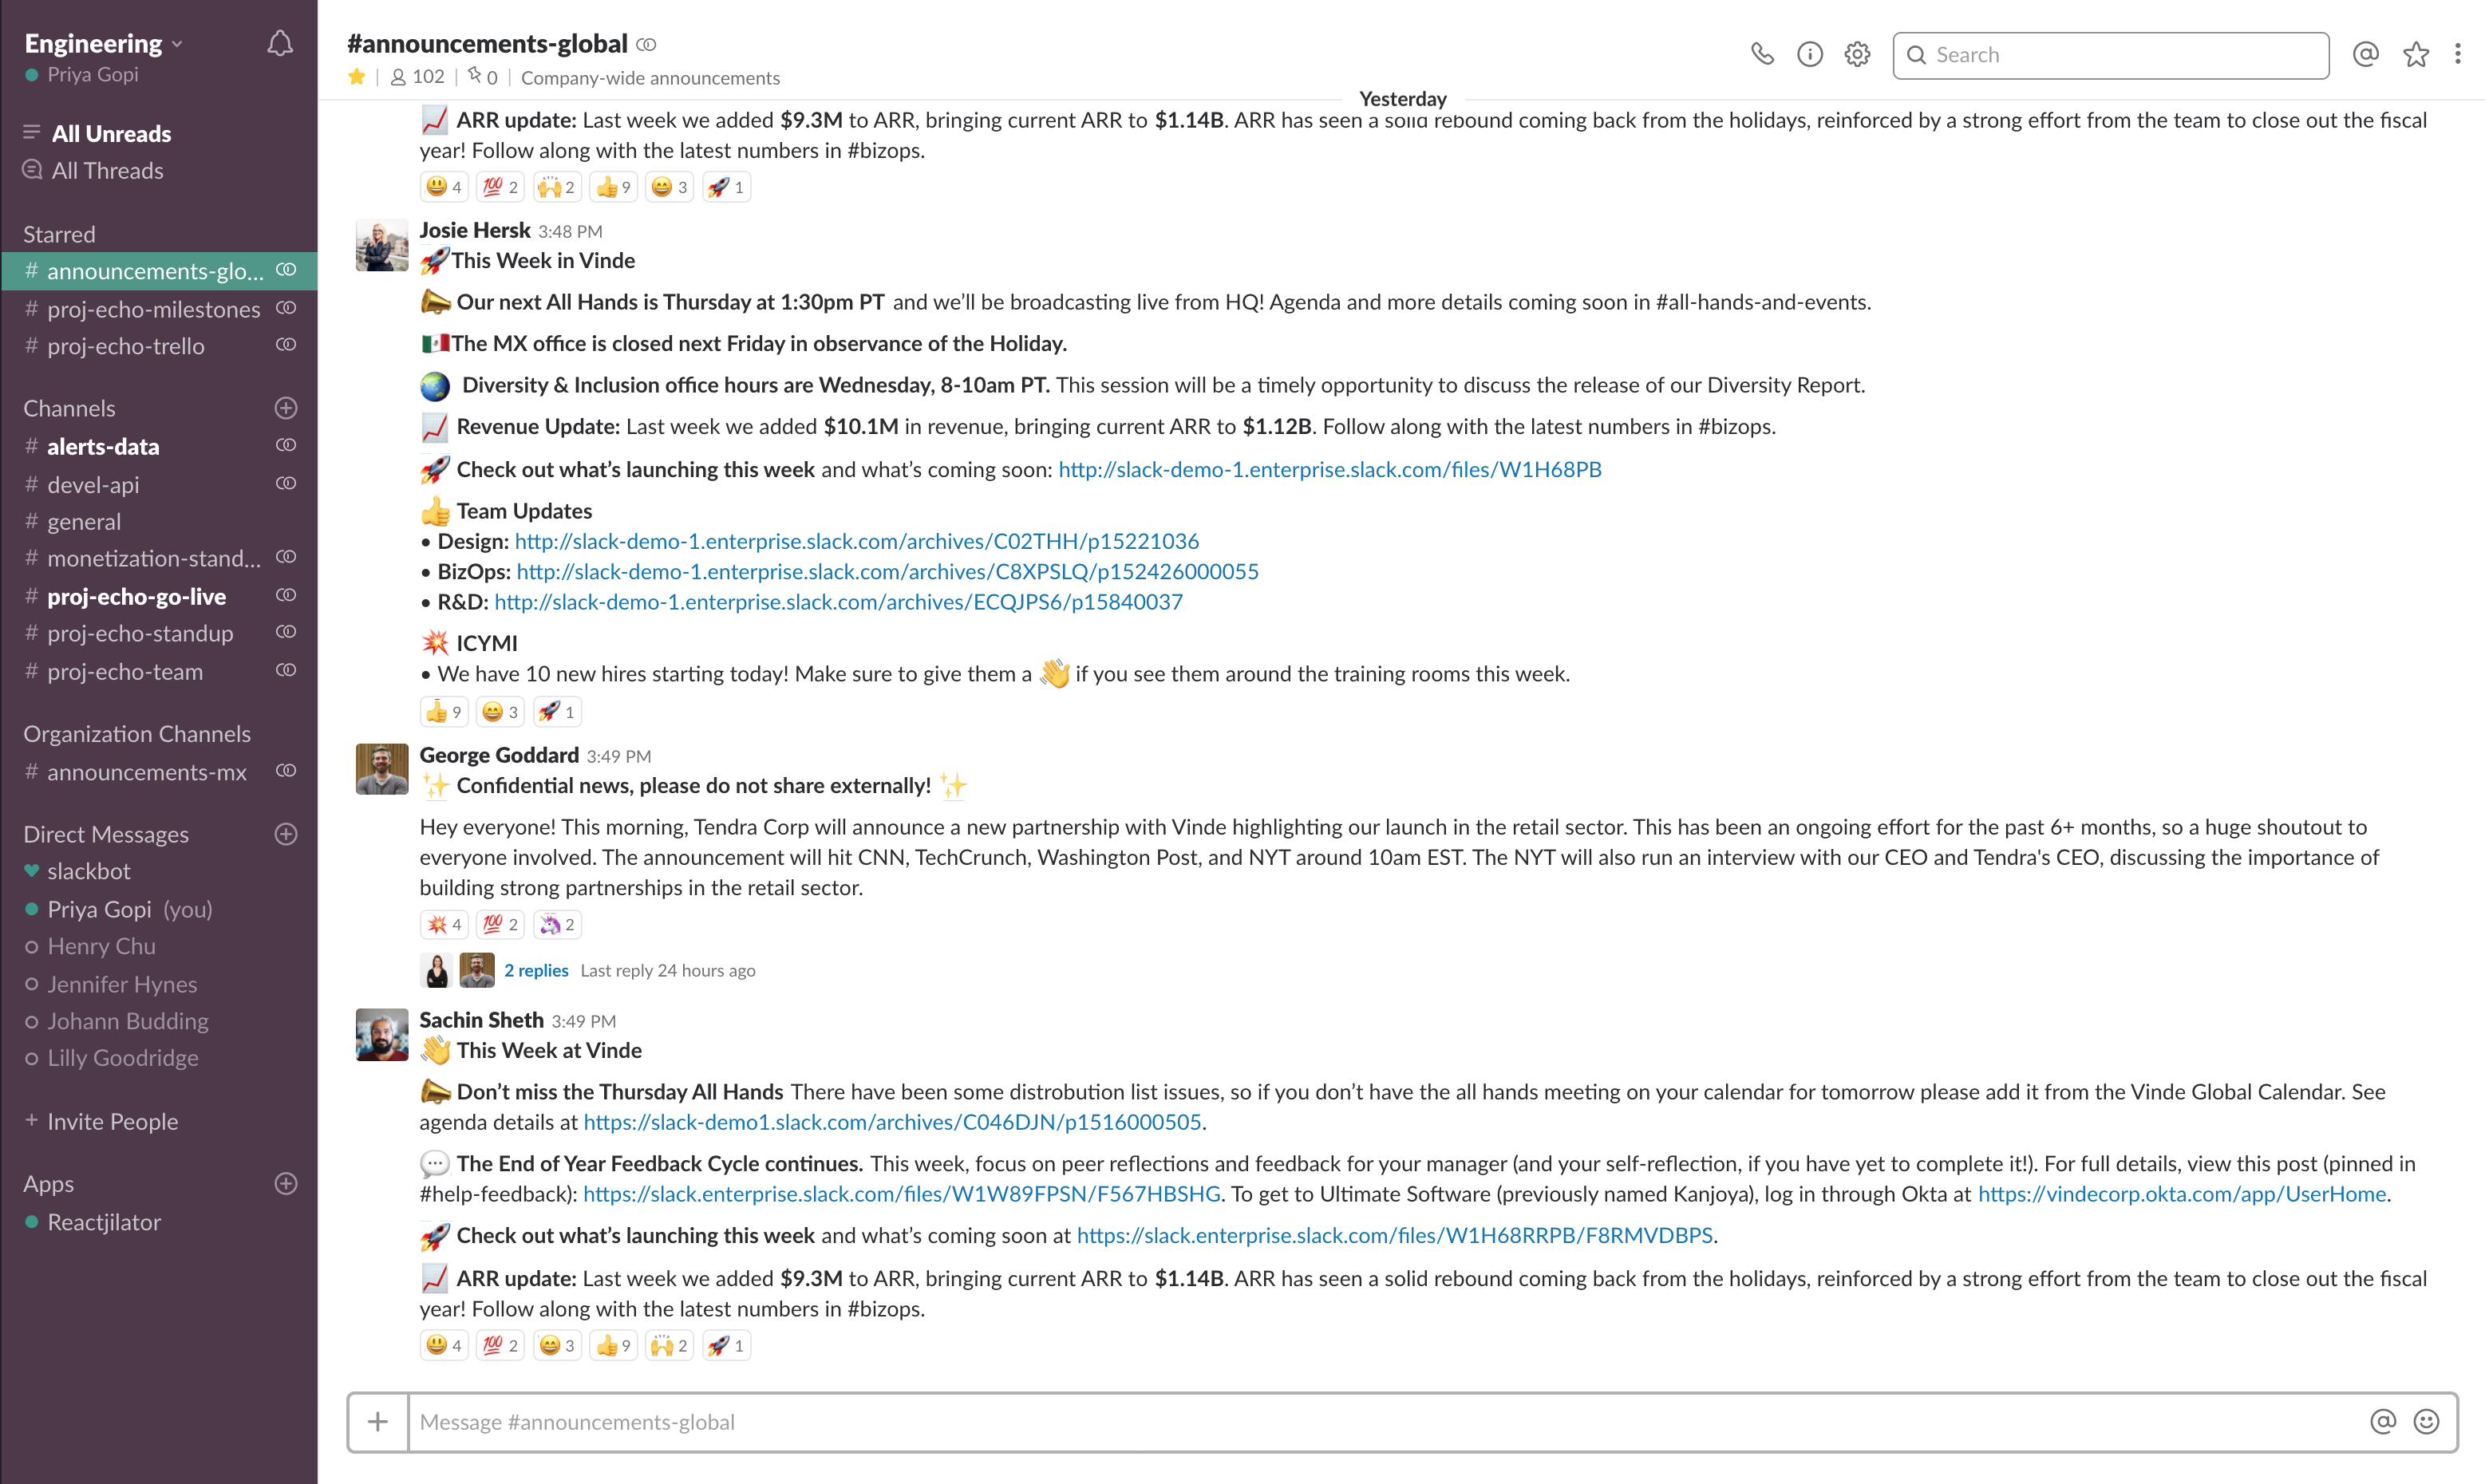 Engineering
Priya Gopi
All Unreads
All Threads
Starred
# announcements-glo...
# proj-echo-milestones
# proj-echo-trello
Channels
# alerts-data
# devel-api
# general
# monetization-stand...
# proj-echo-go-live
# proj-echo-standup
# proj-echo-team
Organization Channels
# announcements-mx
Direct Messages
slackbot
Priya Gopi (you)
Henry Chu
Jennifer Hynes
Johann Budding
Lilly Goodridge
+ Invite People
Apps
Reactjilator
#announcements-global
102 | 0 | Company-wide announcements
Search
Yesterday
📈 ARR update: Last week we added $9.3M to ARR, bringing current ARR to $1.14B. ARR has seen a solid rebound coming back from the holidays, reinforced by a strong effort from the team to close out the fiscal
year! Follow along with the latest numbers in #bizops.
😃 4 💯 2 🙌 2 👍 9 😄 3 🚀 1
Josie Hersk 3:48 PM
🚀This Week in Vinde
📣 Our next All Hands is Thursday at 1:30pm PT and we’ll be broadcasting live from HQ! Agenda and more details coming soon in #all-hands-and-events.
🇲🇽The MX office is closed next Friday in observance of the Holiday.
🌎 Diversity & Inclusion office hours are Wednesday, 8-10am PT. This session will be a timely opportunity to discuss the release of our Diversity Report.
📈 Revenue Update: Last week we added $10.1M in revenue, bringing current ARR to $1.12B. Follow along with the latest numbers in #bizops.
🚀 Check out what’s launching this week and what’s coming soon: http://slack-demo-1.enterprise.slack.com/files/W1H68PB
👍 Team Updates
• Design: http://slack-demo-1.enterprise.slack.com/archives/C02THH/p15221036
• BizOps: http://slack-demo-1.enterprise.slack.com/archives/C8XPSLQ/p152426000055
• R&D: http://slack-demo-1.enterprise.slack.com/archives/ECQJPS6/p15840037
💥 ICYMI
• We have 10 new hires starting today! Make sure to give them a 👋 if you see them around the training rooms this week.
👍 9 😄 3 🚀 1
George Goddard 3:49 PM
✨ Confidential news, please do not share externally! ✨
Hey everyone! This morning, Tendra Corp will announce a new partnership with Vinde highlighting our launch in the retail sector. This has been an ongoing effort for the past 6+ months, so a huge shoutout to
everyone involved. The announcement will hit CNN, TechCrunch, Washington Post, and NYT around 10am EST. The NYT will also run an interview with our CEO and Tendra's CEO, discussing the importance of
building strong partnerships in the retail sector.
💥 4 💯 2 🦄 2
2 replies Last reply 24 hours ago
Sachin Sheth 3:49 PM
👋 This Week at Vinde
📣 Don’t miss the Thursday All Hands There have been some distrobution list issues, so if you don’t have the all hands meeting on your calendar for tomorrow please add it from the Vinde Global Calendar. See
agenda details at https://slack-demo1.slack.com/archives/C046DJN/p1516000505.
💬 The End of Year Feedback Cycle continues. This week, focus on peer reflections and feedback for your manager (and your self-reflection, if you have yet to complete it!). For full details, view this post (pinned in
#help-feedback): https://slack.enterprise.slack.com/files/W1W89FPSN/F567HBSHG. To get to Ultimate Software (previously named Kanjoya), log in through Okta at https://vindecorp.okta.com/app/UserHome.
🚀 Check out what’s launching this week and what’s coming soon at https://slack.enterprise.slack.com/files/W1H68RRPB/F8RMVDBPS.
📈 ARR update: Last week we added $9.3M to ARR, bringing current ARR to $1.14B. ARR has seen a solid rebound coming back from the holidays, reinforced by a strong effort from the team to close out the fiscal
year! Follow along with the latest numbers in #bizops.
😃 4 💯 2 😄 3 👍 9 🙌 2 🚀 1
Message #announcements-global